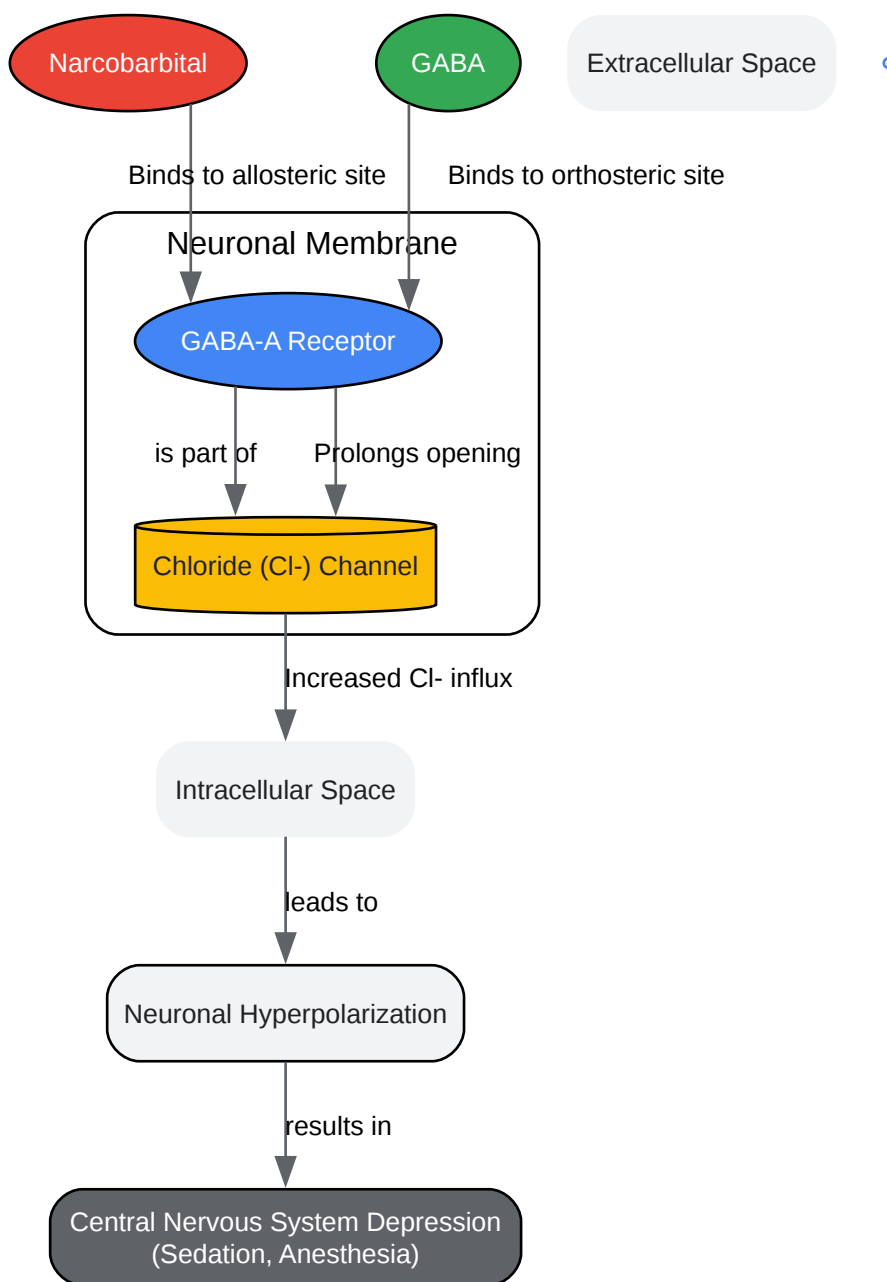 Narcobarbital
GABA
Extracellular Space
Binds to allosteric site
Binds to orthosteric site
Neuronal Membrane
GABA-A Receptor
is part of
Prolongs opening
Chloride (Cl-) Channel
Increased Cl- influx
Intracellular Space
leads to
Neuronal Hyperpolarization
results in
Central Nervous System Depression
(Sedation, Anesthesia)